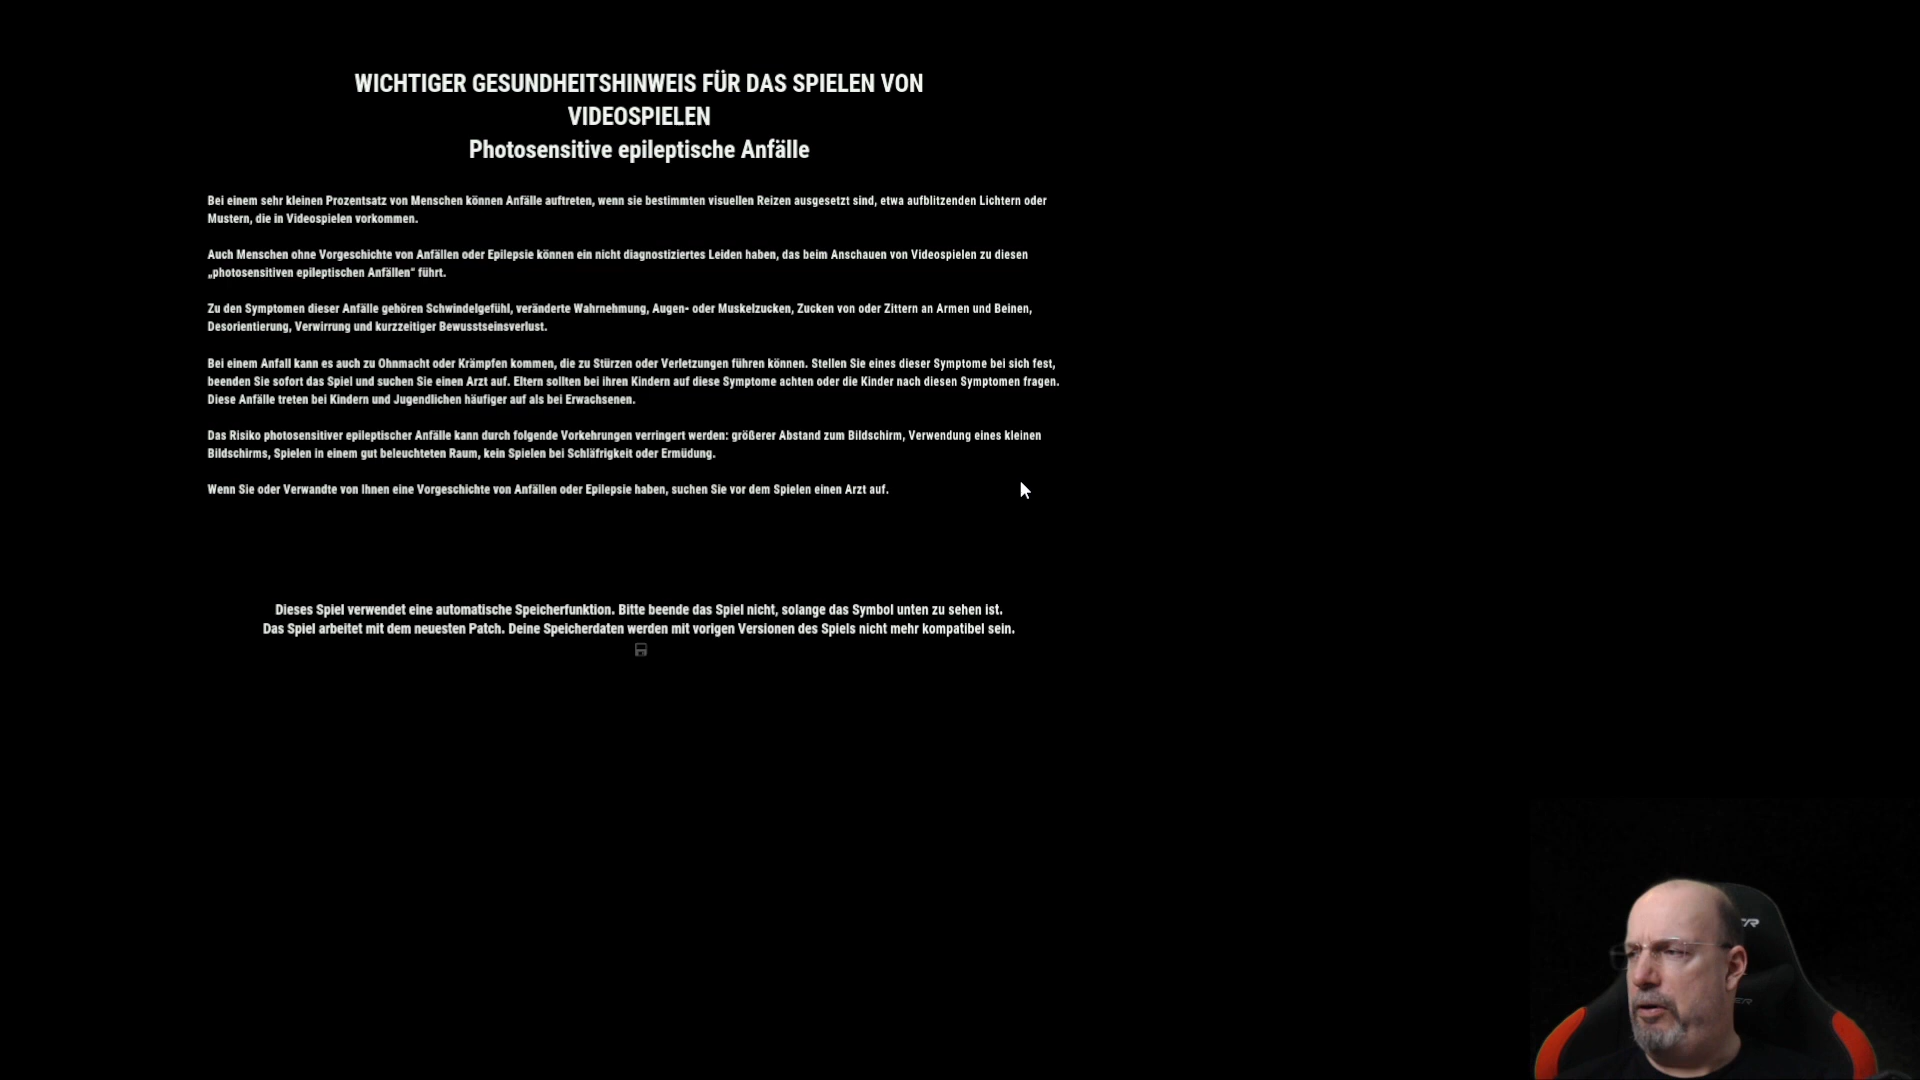 WICHTIGER GESUNDHEITSHINWEIS FÜR DAS SPIELEN VON
VIDEOSPIELEN
Photosensitive epileptische Anfälle
Bei einem sehr kleinen Prozentsatz von Menschen können Anfälle auftreten, wenn sie bestimmten visuellen Reizen ausgesetzt sind, etwa aufblitzenden Lichtern oder
Mustern, die in Videospielen vorkommen.
Auch Menschen ohne Vorgeschichte von Anfällen oder Epilepsie können ein nicht diagnostiziertes Leiden haben, das beim Anschauen von Videospielen zu diesen
„photosensitiven epileptischen Anfällen“ führt.
Zu den Symptomen dieser Anfälle gehören Schwindelgefühl, veränderte Wahrnehmung, Augen- oder Muskelzucken, Zucken von oder Zittern an Armen und Beinen,
Desorientierung, Verwirrung und kurzzeitiger Bewusstseinsverlust.
Bei einem Anfall kann es auch zu Ohnmacht oder Krämpfen kommen, die zu Stürzen oder Verletzungen führen können. Stellen Sie eines dieser Symptome bei sich fest,
beenden Sie sofort das Spiel und suchen Sie einen Arzt auf. Eltern sollten bei ihren Kindern auf diese Symptome achten oder die Kinder nach diesen Symptomen fragen.
Diese Anfälle treten bei Kindern und Jugendlichen häufiger auf als bei Erwachsenen.
Das Risiko photosensitiver epileptischer Anfälle kann durch folgende Vorkehrungen verringert werden: größerer Abstand zum Bildschirm, Verwendung eines kleinen
Bildschirms, Spielen in einem gut beleuchteten Raum, kein Spielen bei Schläfrigkeit oder Ermüdung.
Wenn Sie oder Verwandte von Ihnen eine Vorgeschichte von Anfällen oder Epilepsie haben, suchen Sie vor dem Spielen einen Arzt auf.
Dieses Spiel verwendet eine automatische Speicherfunktion. Bitte beende das Spiel nicht, solange das Symbol unten zu sehen ist.
Das Spiel arbeitet mit dem neuesten Patch. Deine Speicherdaten werden mit vorigen Versionen des Spiels nicht mehr kompatibel sein.